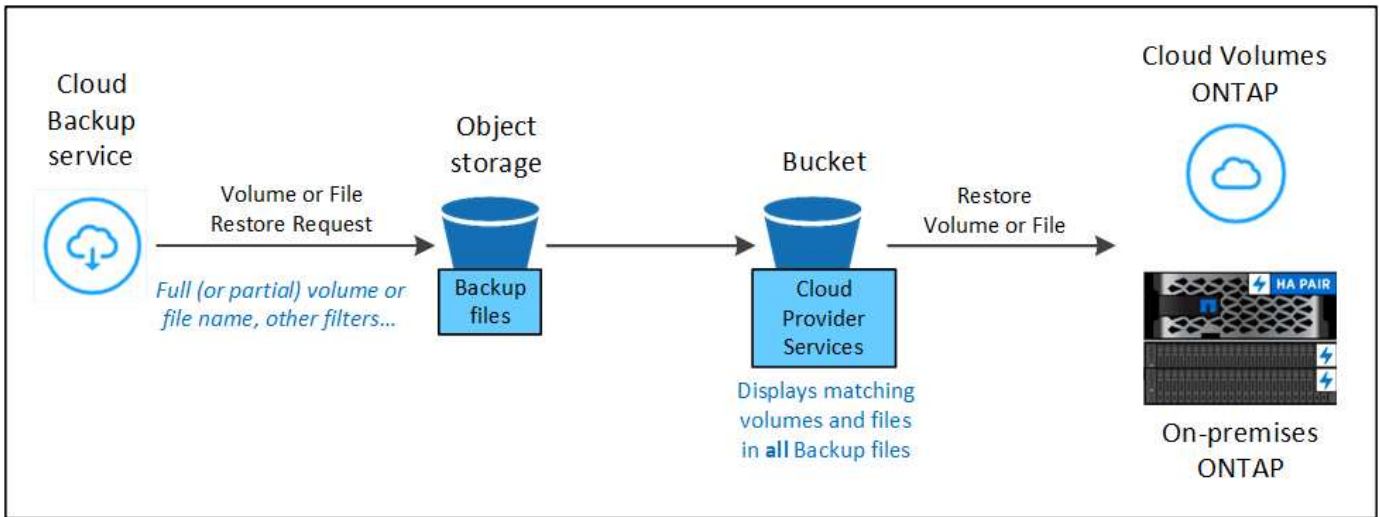 Cloud
Backup
service
Volume or File
Restore Request
Full (or partial) volume or
file name, other filters...
Object
storage
Backup
files
Bucket
Cloud
Provider
Services
Displays matching
volumes and files
in all Backup files
Restore
Volume or File
Cloud Volumes
ONTAP
HA PAIR
On-premises
ONTAP